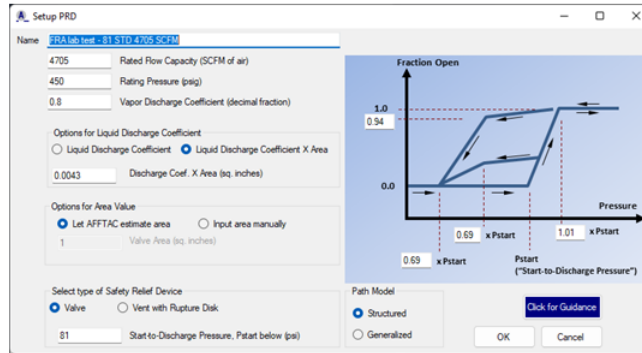 Setup PRD
Name FRA lab test - 81 STD 4705 SCFM
4705 Rated Flow Capacity (SCFM of air)
450 Rating Pressure (psig)
0.8 Vapor Discharge Coefficient (decimal fraction)
Options for Liquid Discharge Coefficient
Liquid Discharge Coefficient Liquid Discharge Coefficient X Area
0.0043 Discharge Coef. X Area (sq. inches)
Options for Area Value
Let AFFTAC estimate area Input area manually
1 Valve Area (sq. inches)
Select type of Safety Relief Device
Valve Vent with Rupture Disk
81 Start-to-Discharge Pressure, Pstart below (psi)
Fraction Open
1.0
0.94
0.0
Pressure
0.69 x Pstart
1.01 x Pstart
0.69 x Pstart
Pstart
("Start-to-Discharge Pressure")
Path Model
Structured
Generalized
Click for Guidance
OK Cancel